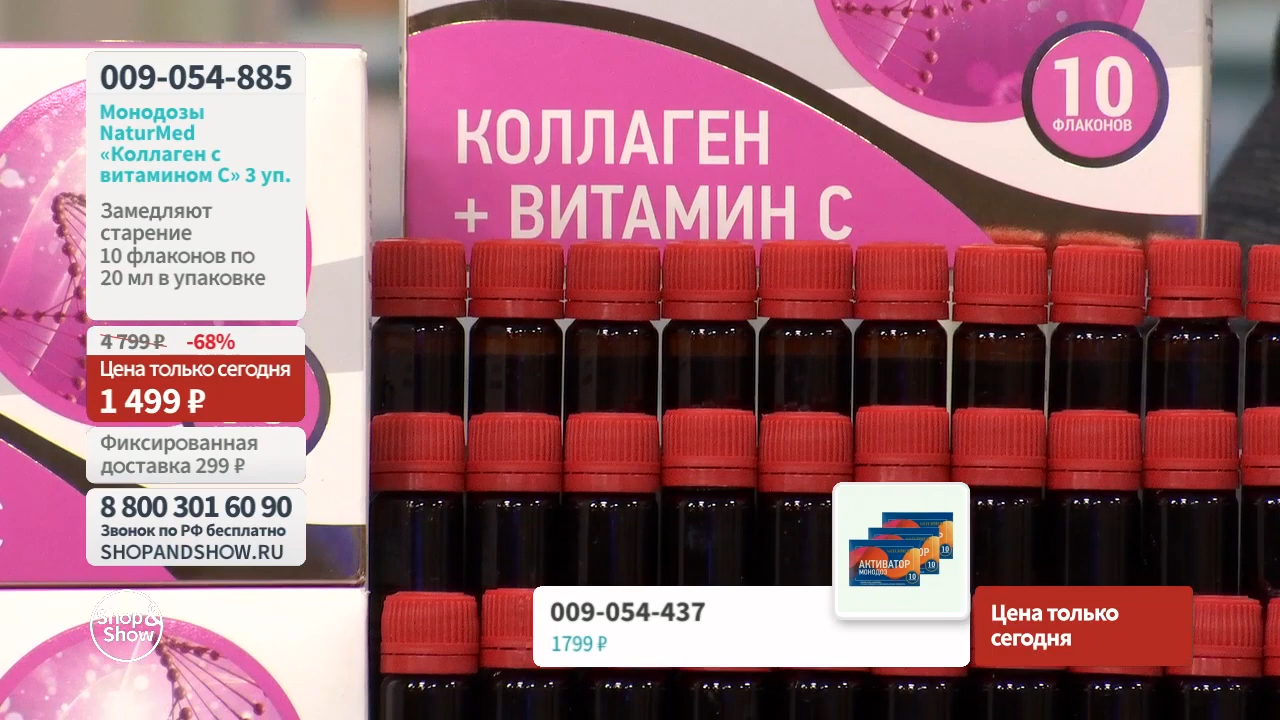 009-054-885
Монодозы
NaturMed
«Коллаген с
витамином С» 3 уп.
Замедляют
старение
10 флаконов по
20 мл в упаковке
4 799 ₽ -68%
Цена только сегодня
1 499 ₽
Фиксированная
доставка 299 ₽
8 800 301 60 90
Звонок по РФ бесплатно
SHOPANDSHOW.RU
Shop&
Show
КОЛЛАГЕН
+ ВИТАМИН С
10
ФЛАКОНОВ
009-054-437
1799 ₽
АКТИВАТОР
МОНОДОЗ
10
10
10
Цена только
сегодня